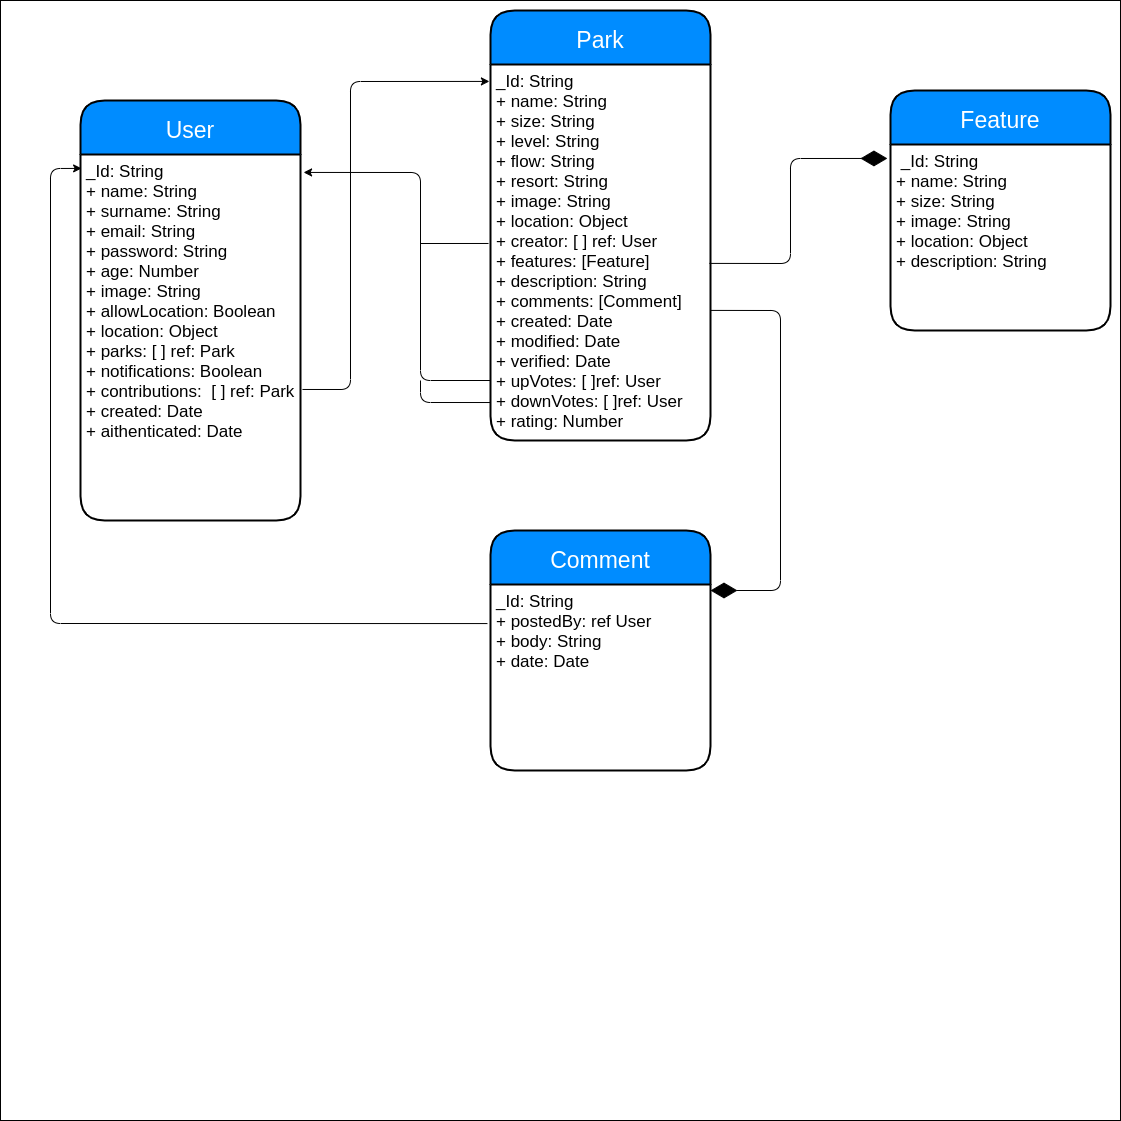 User
_Id: String
+ name: String
+ surname: String
+ email: String
+ password: String
+ age: Number
+ image: String
+ allowLocation: Boolean
+ location: Object
+ parks: [ ] ref: Park
+ notifications: Boolean
+ contributions:  [ ] ref: Park
+ created: Date
+ aithenticated: Date
Park
_Id: String
+ name: String
+ size: String
+ level: String
+ flow: String
+ resort: String
+ image: String
+ location: Object
+ creator: [ ] ref: User
+ features: [Feature]
+ description: String
+ comments: [Comment]
+ created: Date
+ modified: Date
+ verified: Date
+ upVotes: [ ]ref: User
+ downVotes: [ ]ref: User
+ rating: Number
Feature
_Id: String
+ name: String
+ size: String
+ image: String
+ location: Object
+ description: String
Comment
_Id: String
+ postedBy: ref User
+ body: String
+ date: Date